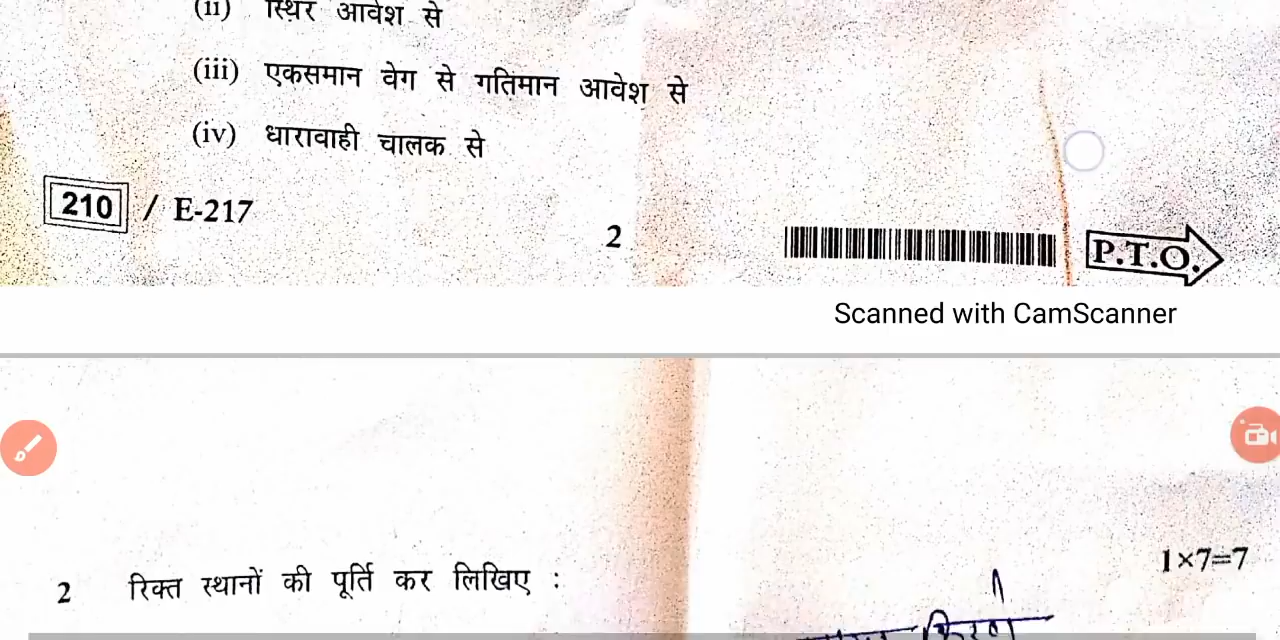 (ii) स्थिर आवेश से
(iii) एकसमान वेग से गतिमान आवेश से
(iv) धारावाही चालक से
210 / E-217
2
P.T.O.
Scanned with CamScanner
1×7=7
2 रिक्त स्थानों की पूर्ति कर लिखिए :